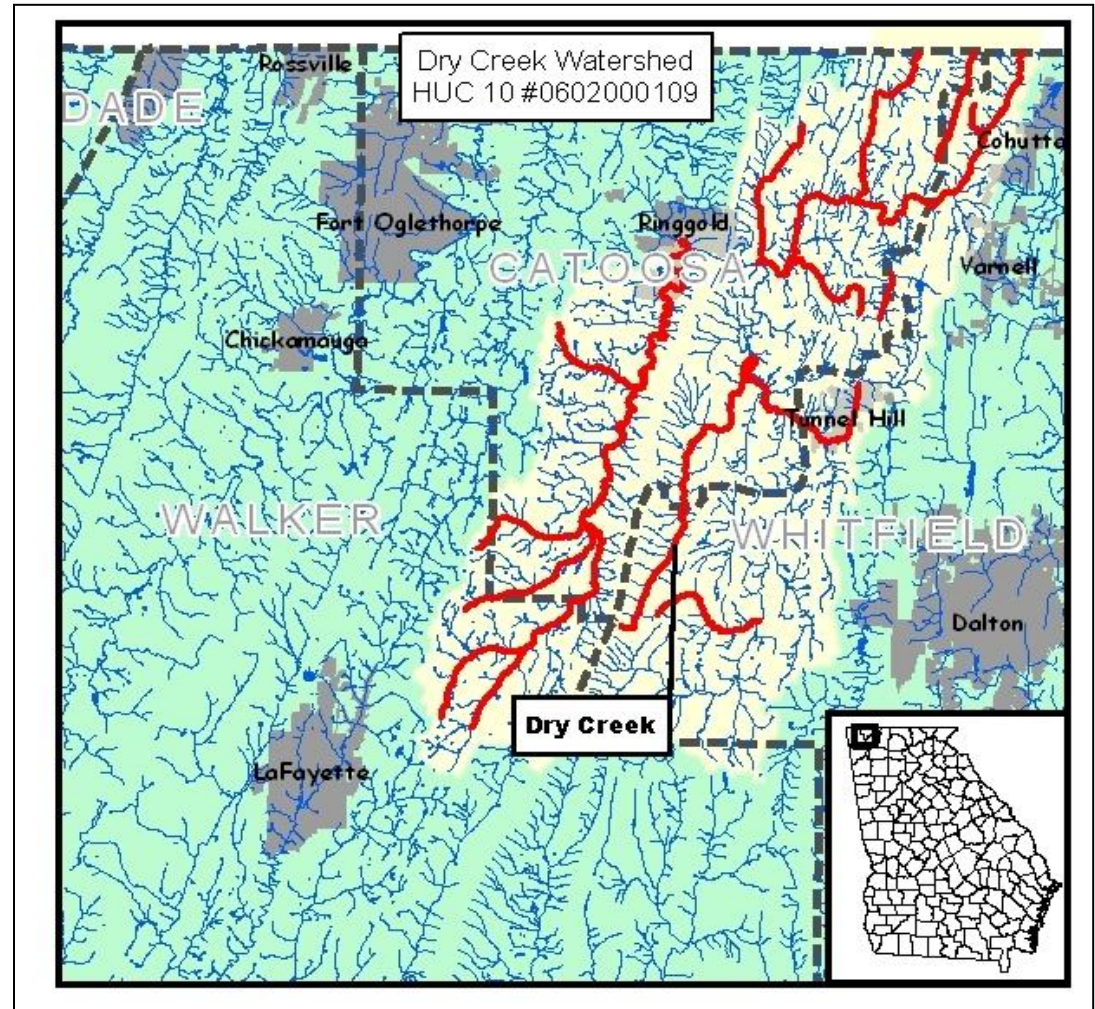 Dry Creek Watershed
HUC 10 #0602000109
Rossville
DADE
Cohutta
Fort Oglethorpe
Ringgold
CATOOSA
Varnell
Chickamauga
Tunnel Hill
WALKER
WHITFIELD
Dalton
Dry Creek
LaFayette